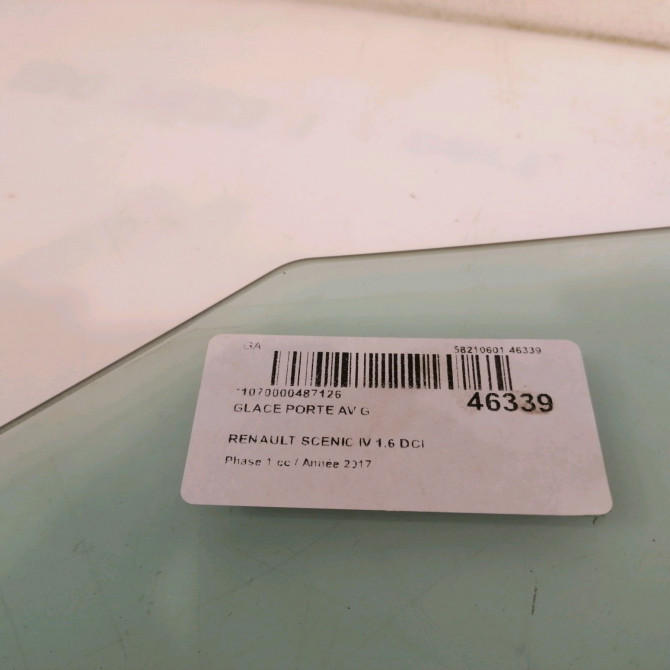 GA 58210601 46339
*1070000487126
46339
GLACE PORTE AV G
RENAULT SCENIC IV 1.6 DCI
Phase 1 cc / Année 2017